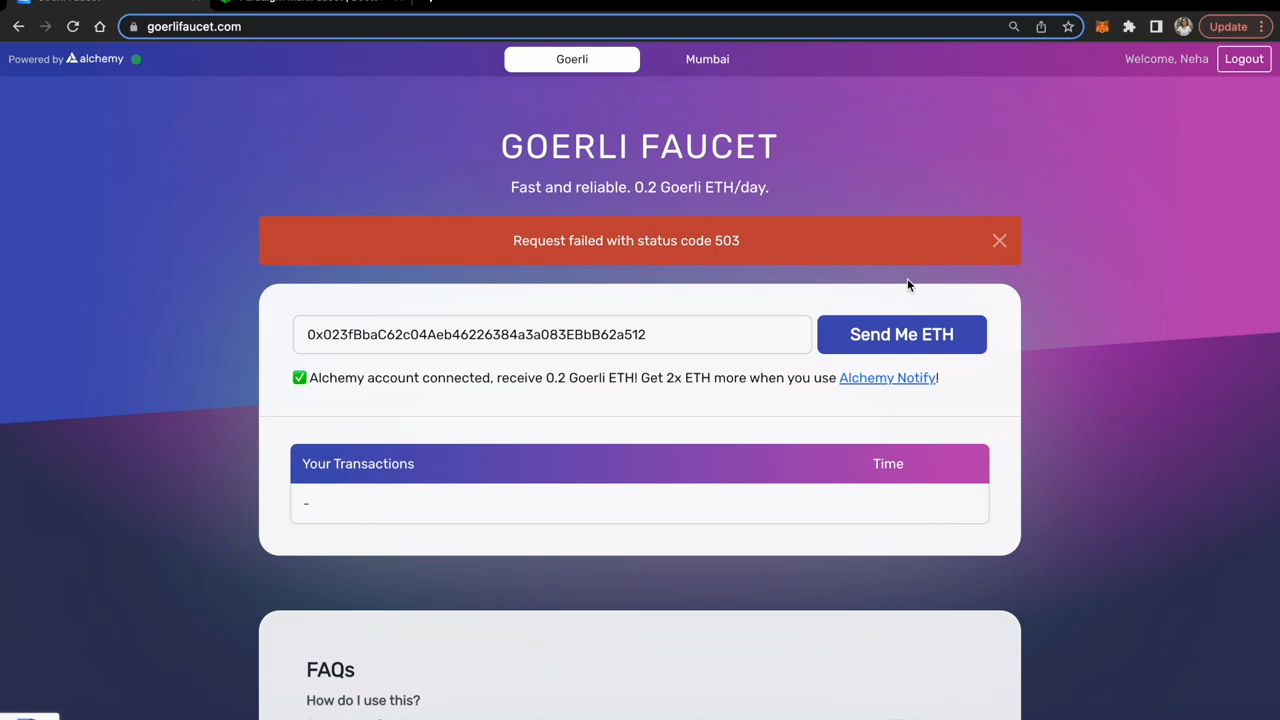 goerlifaucet.com
Update
Powered by alchemy
Goerli
Mumbai
Welcome, Neha
Logout
GOERLI FAUCET
Fast and reliable. 0.2 Goerli ETH/day.
Request failed with status code 503
0x023fBbaC62c04Aeb46226384a3a083EBbB62a512
Send Me ETH
✅ Alchemy account connected, receive 0.2 Goerli ETH! Get 2x ETH more when you use Alchemy Notify!
Your Transactions
Time
-
FAQs
How do I use this?